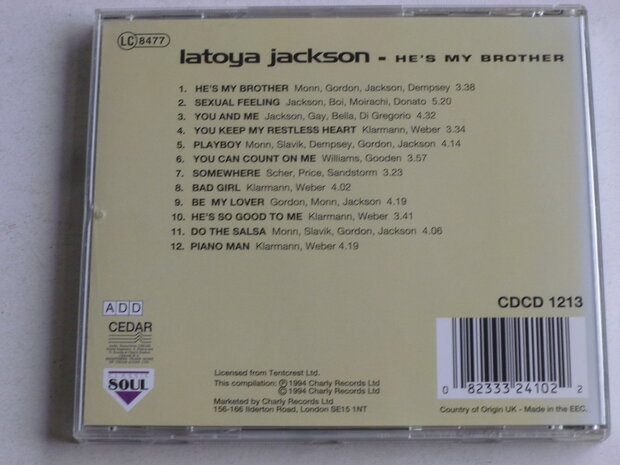 LC 8477
latoya jackson - HE'S MY BROTHER
1. HE'S MY BROTHER Monn, Gordon, Jackson, Dempsey 3.38
2. SEXUAL FEELING Jackson, Boi, Moirachi, Donato 5.20
3. YOU AND ME Jackson, Gay, Bella, Di Gregorio 4.32
4. YOU KEEP MY RESTLESS HEART Klarmann, Weber 3.34
5. PLAYBOY Monn, Slavik, Dempsey, Gordon, Jackson 4.14
6. YOU CAN COUNT ON ME Williams, Gooden 3.57
7. SOMEWHERE Scher, Price, Sandstorm 3.23
8. BAD GIRL Klarmann, Weber 4.02
9. BE MY LOVER Gordon, Monn, Jackson 4.19
10. HE'S SO GOOD TO ME Klarmann, Weber 3.41
11. DO THE SALSA Monn, Slavik, Gordon, Jackson 4.06
12. PIANO MAN Klarmann, Weber 4.19
ADD
CEDAR
CLASSIC
SOUL
Licensed from Tentcrest Ltd.
This compilation: ℗ 1994 Charly Records Ltd
© 1994 Charly Records Ltd
Marketed by Charly Records Ltd
156-166 Ilderton Road, London SE15 1NT
CDCD 1213
0 82333 24102 2
Country of Origin UK - Made in the EEC.